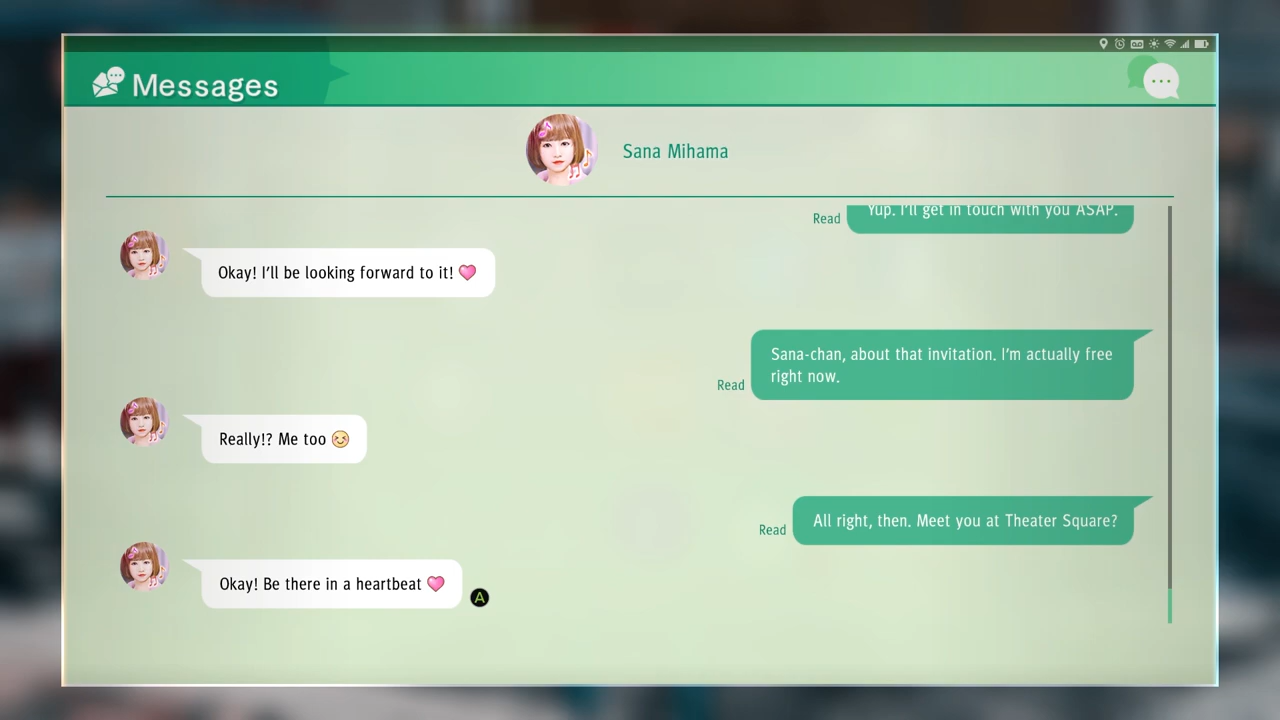 Messages
Sana Mihama
Yup. I'll get in touch with you ASAP.
Read
Okay! I'll be looking forward to it!
Sana-chan, about that invitation. I'm actually free
right now.
Read
Really!? Me too
All right, then. Meet you at Theater Square?
Read
Okay! Be there in a heartbeat
A